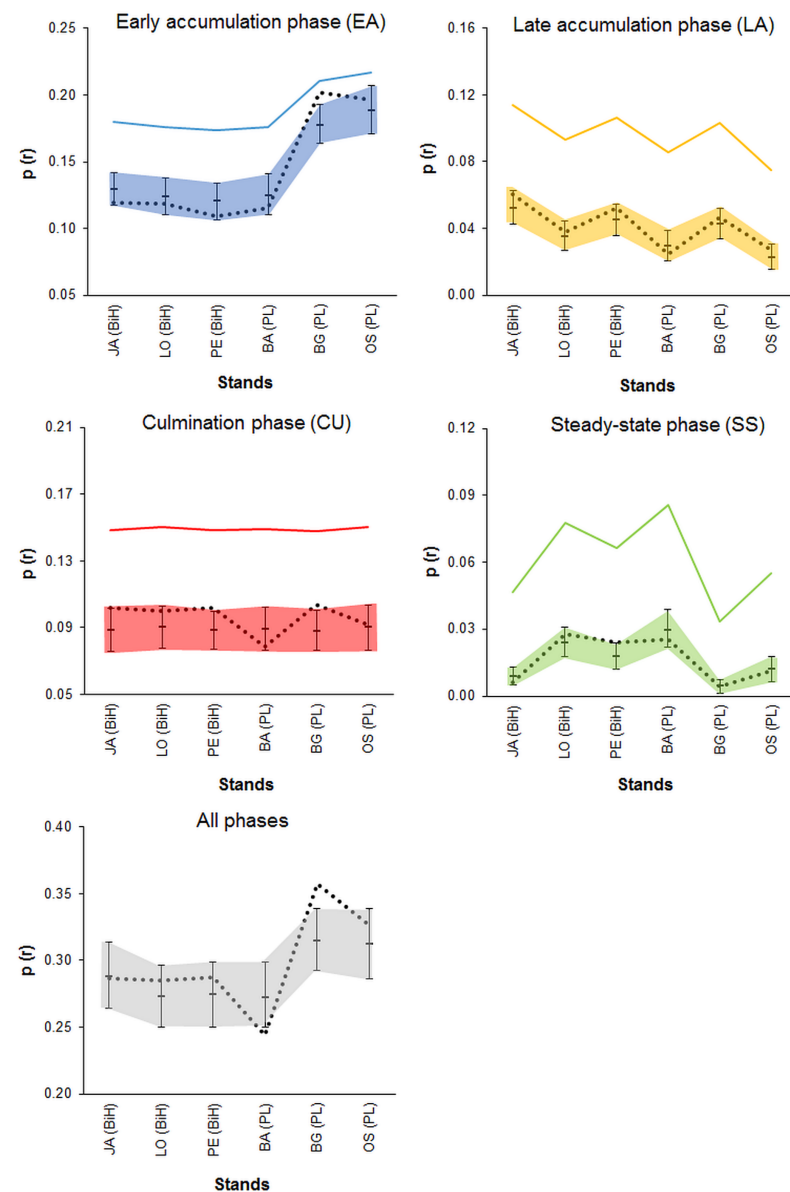 Early accumulation phase (EA)
0.25
0.20
0.15
0.10
0.05
p (r)
JA (BiH)
LO (BiH)
PE (BiH)
BA (PL)
BG (PL)
OS (PL)
Stands
Late accumulation phase (LA)
0.16
0.12
0.08
0.04
0.00
p (r)
JA (BiH)
LO (BiH)
PE (BiH)
BA (PL)
BG (PL)
OS (PL)
Stands
Culmination phase (CU)
0.21
0.17
0.13
0.09
0.05
p (r)
JA (BiH)
LO (BiH)
PE (BiH)
BA (PL)
BG (PL)
OS (PL)
Stands
Steady-state phase (SS)
0.12
0.09
0.06
0.03
0.00
p (r)
JA (BiH)
LO (BiH)
PE (BiH)
BA (PL)
BG (PL)
OS (PL)
Stands
All phases
0.40
0.35
0.30
0.25
0.20
p (r)
JA (BiH)
LO (BiH)
PE (BiH)
BA (PL)
BG (PL)
OS (PL)
Stands